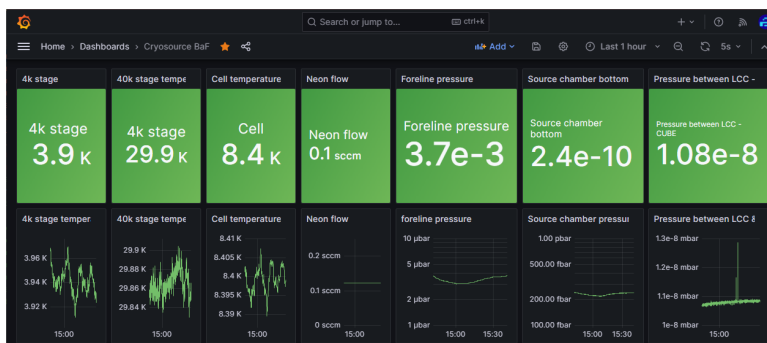 Search or jump to... ctrl+k
Home › Dashboards › Cryosource BaF Add Last 1 hour 5s
4k stage 40k stage tempe Cell temperature Neon flow Foreline pressure Source chamber bottom Pressure between LCC -
4k stage
3.9 K
4k stage
29.9 K
Cell
8.4 K
Neon flow
0.1 sccm
Foreline pressure
3.7e-3
Source chamber
bottom
2.4e-10
Pressure between LCC -
CUBE
1.08e-8
4k stage temper 40k stage tempe Cell temperature Neon flow foreline pressure Source chamber pressu Pressure between LCC &
3.96 K
3.94 K
3.92 K
15:00
29.9 K
29.88 K
29.86 K
29.84 K
15:00
8.41 K
8.405 K
8.4 K
8.395 K
8.39 K
15:00
0.2 sccm
0.1 sccm
0 sccm
15:00
10 µbar
5 µbar
2 µbar
1 µbar
15:00 15:30
1.00 pbar
500.00 fbar
200.00 fbar
100.00 fbar
15:00 15:30
1.3e-8 mbar
1.2e-8 mbar
1.1e-8 mbar
1e-8 mbar
15:00